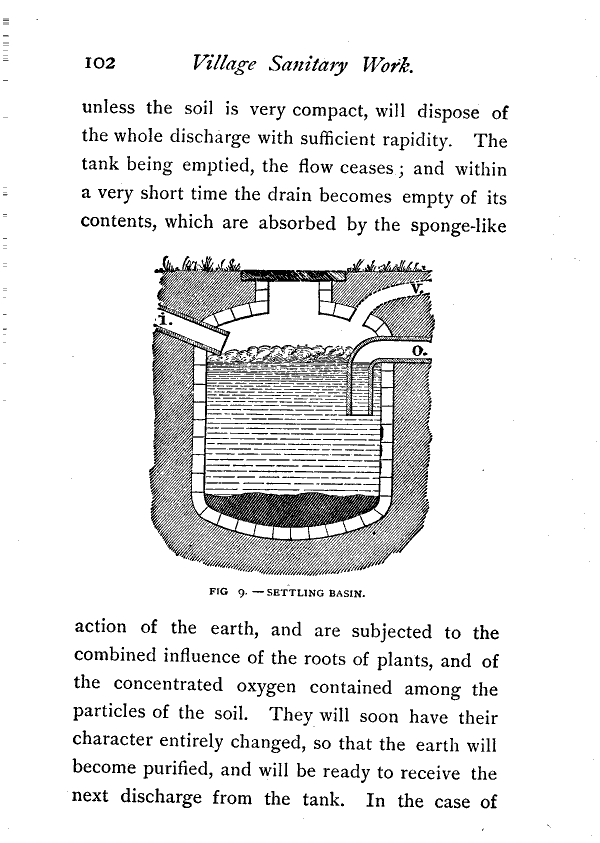 102 Village Sanitary Work.
unless the soil is very compact, will dispose of
the whole discharge with sufficient rapidity. The
tank being emptied, the flow ceases; and within
a very short time the drain becomes empty of its
contents, which are absorbed by the sponge-like
v.
i.
o.
FIG 9. — SETTLING BASIN.
action of the earth, and are subjected to the
combined influence of the roots of plants, and of
the concentrated oxygen contained among the
particles of the soil. They will soon have their
character entirely changed, so that the earth will
become purified, and will be ready to receive the
next discharge from the tank. In the case of